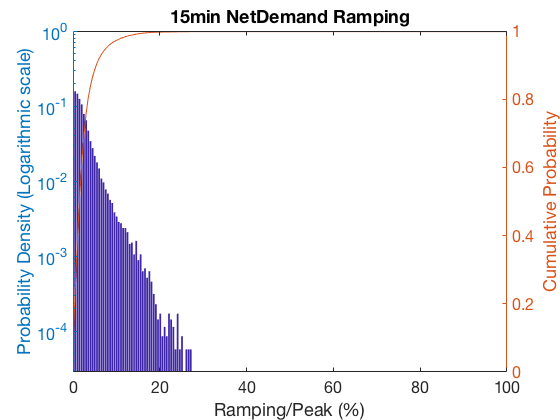 15min NetDemand Ramping
Probability Density (Logarithmic scale)
10^0
10^-1
10^-2
10^-3
10^-4
1
0.8
0.6
0.4
0.2
0
Cumulative Probability
0 20 40 60 80 100
Ramping/Peak (%)